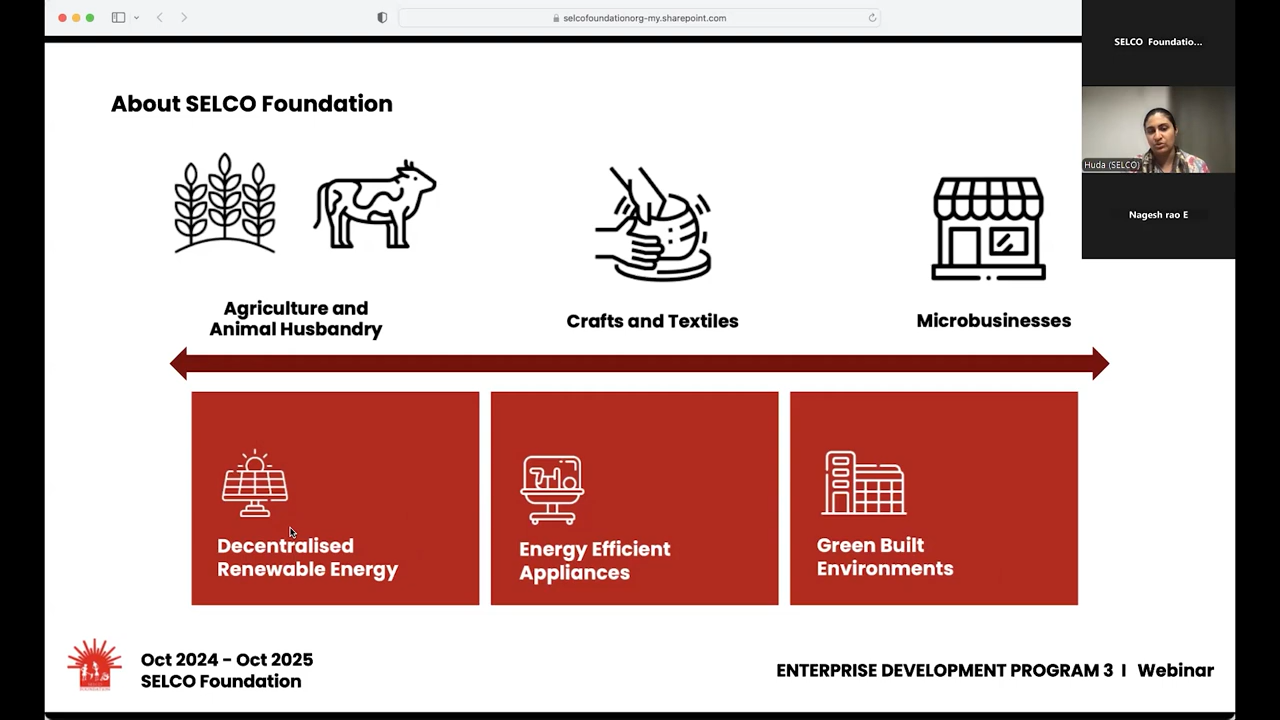 selcofoundationorg-my.sharepoint.com
SELCO Foundatio...
About SELCO Foundation
Huda (SELCO)
Nagesh rao E
Agriculture and
Animal Husbandry
Crafts and Textiles
Microbusinesses
Decentralised
Renewable Energy
Energy Efficient
Appliances
Green Built
Environments
Oct 2024 - Oct 2025
SELCO Foundation
ENTERPRISE DEVELOPMENT PROGRAM 3 I Webinar